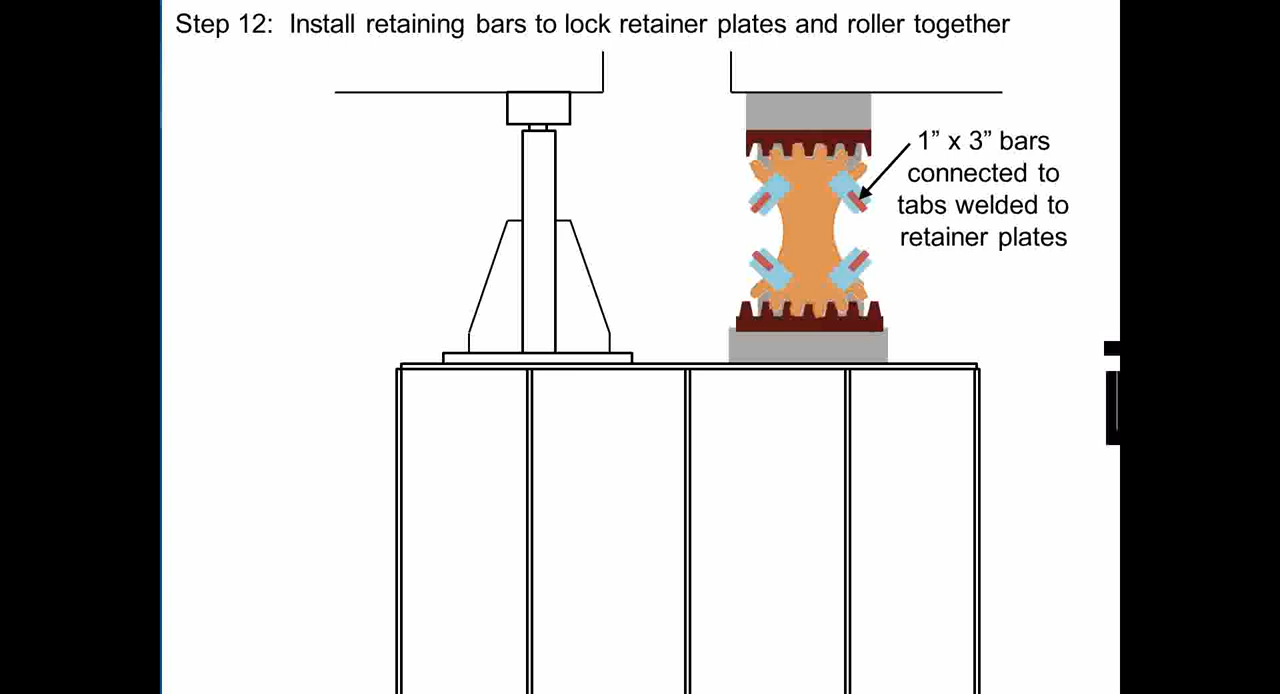 Step 12: Install retaining bars to lock retainer plates and roller together
1” x 3” bars
connected to
tabs welded to
retainer plates